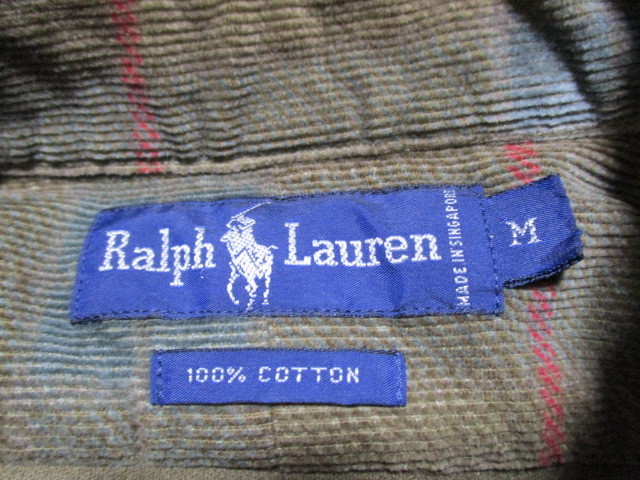 Ralph Lauren
MADE IN SINGAPORE
M
100% COTTON